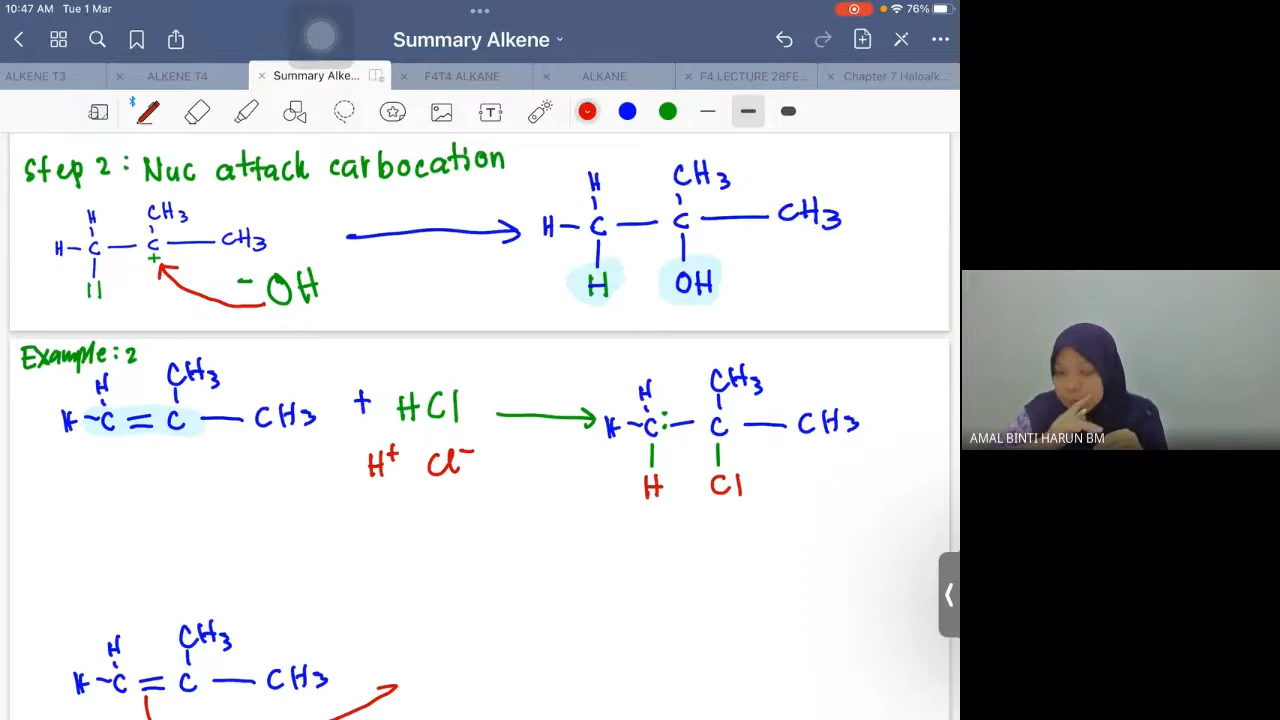 10:47 AM Tue 1 Mar
76%
Summary Alkene
ALKENE T3
ALKENE T4
Summary Alke...
F4T4 ALKANE
ALKANE
F4 LECTURE 28FE...
Chapter 7 Haloalk...
Step 2 : Nuc attack carbocation
H CH3
H - C - C - CH3
+
H
- OH
H CH3
H - C - C - CH3
H OH
Example : 2
H CH3
H - C = C - CH3 + HCl
H+ Cl-
H CH3
H - C : - C - CH3
H Cl
H CH3
H - C = C - CH3
AMAL BINTI HARUN BM